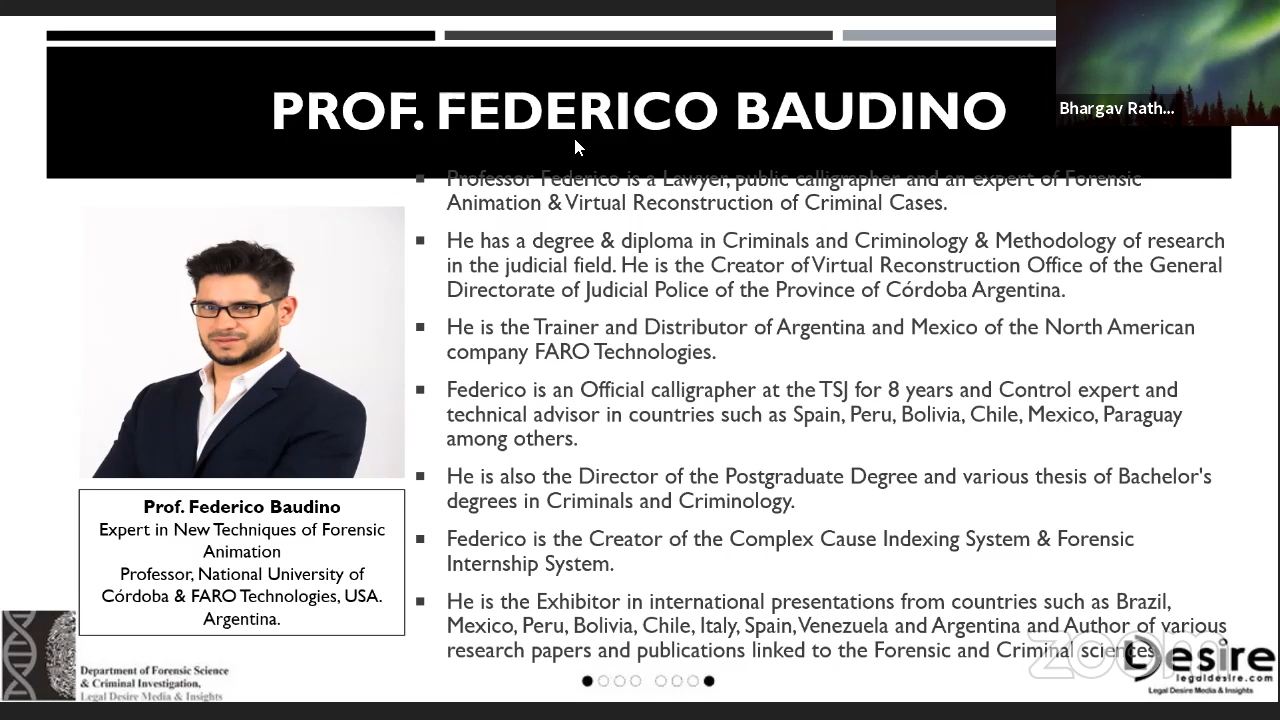 PROF. FEDERICO BAUDINO
Bhargav Rath...
Professor Federico is a Lawyer, public calligrapher and an expert of Forensic
Animation & Virtual Reconstruction of Criminal Cases.
He has a degree & diploma in Criminals and Criminology & Methodology of research
in the judicial field. He is the Creator of Virtual Reconstruction Office of the General
Directorate of Judicial Police of the Province of Córdoba Argentina.
He is the Trainer and Distributor of Argentina and Mexico of the North American
company FARO Technologies.
Federico is an Official calligrapher at the TSJ for 8 years and Control expert and
technical advisor in countries such as Spain, Peru, Bolivia, Chile, Mexico, Paraguay
among others.
He is also the Director of the Postgraduate Degree and various thesis of Bachelor's
degrees in Criminals and Criminology.
Federico is the Creator of the Complex Cause Indexing System & Forensic
Internship System.
He is the Exhibitor in international presentations from countries such as Brazil,
Mexico, Peru, Bolivia, Chile, Italy, Spain, Venezuela and Argentina and Author of various
research papers and publications linked to the Forensic and Criminal sciences
Prof. Federico Baudino
Expert in New Techniques of Forensic
Animation
Professor, National University of
Córdoba & FARO Technologies, USA.
Argentina.
Department of Forensic Science
& Criminal Investigation,
Legal Desire Media & Insights
zoom
Desire
legaldesire.com
Legal Desire Media & Insights